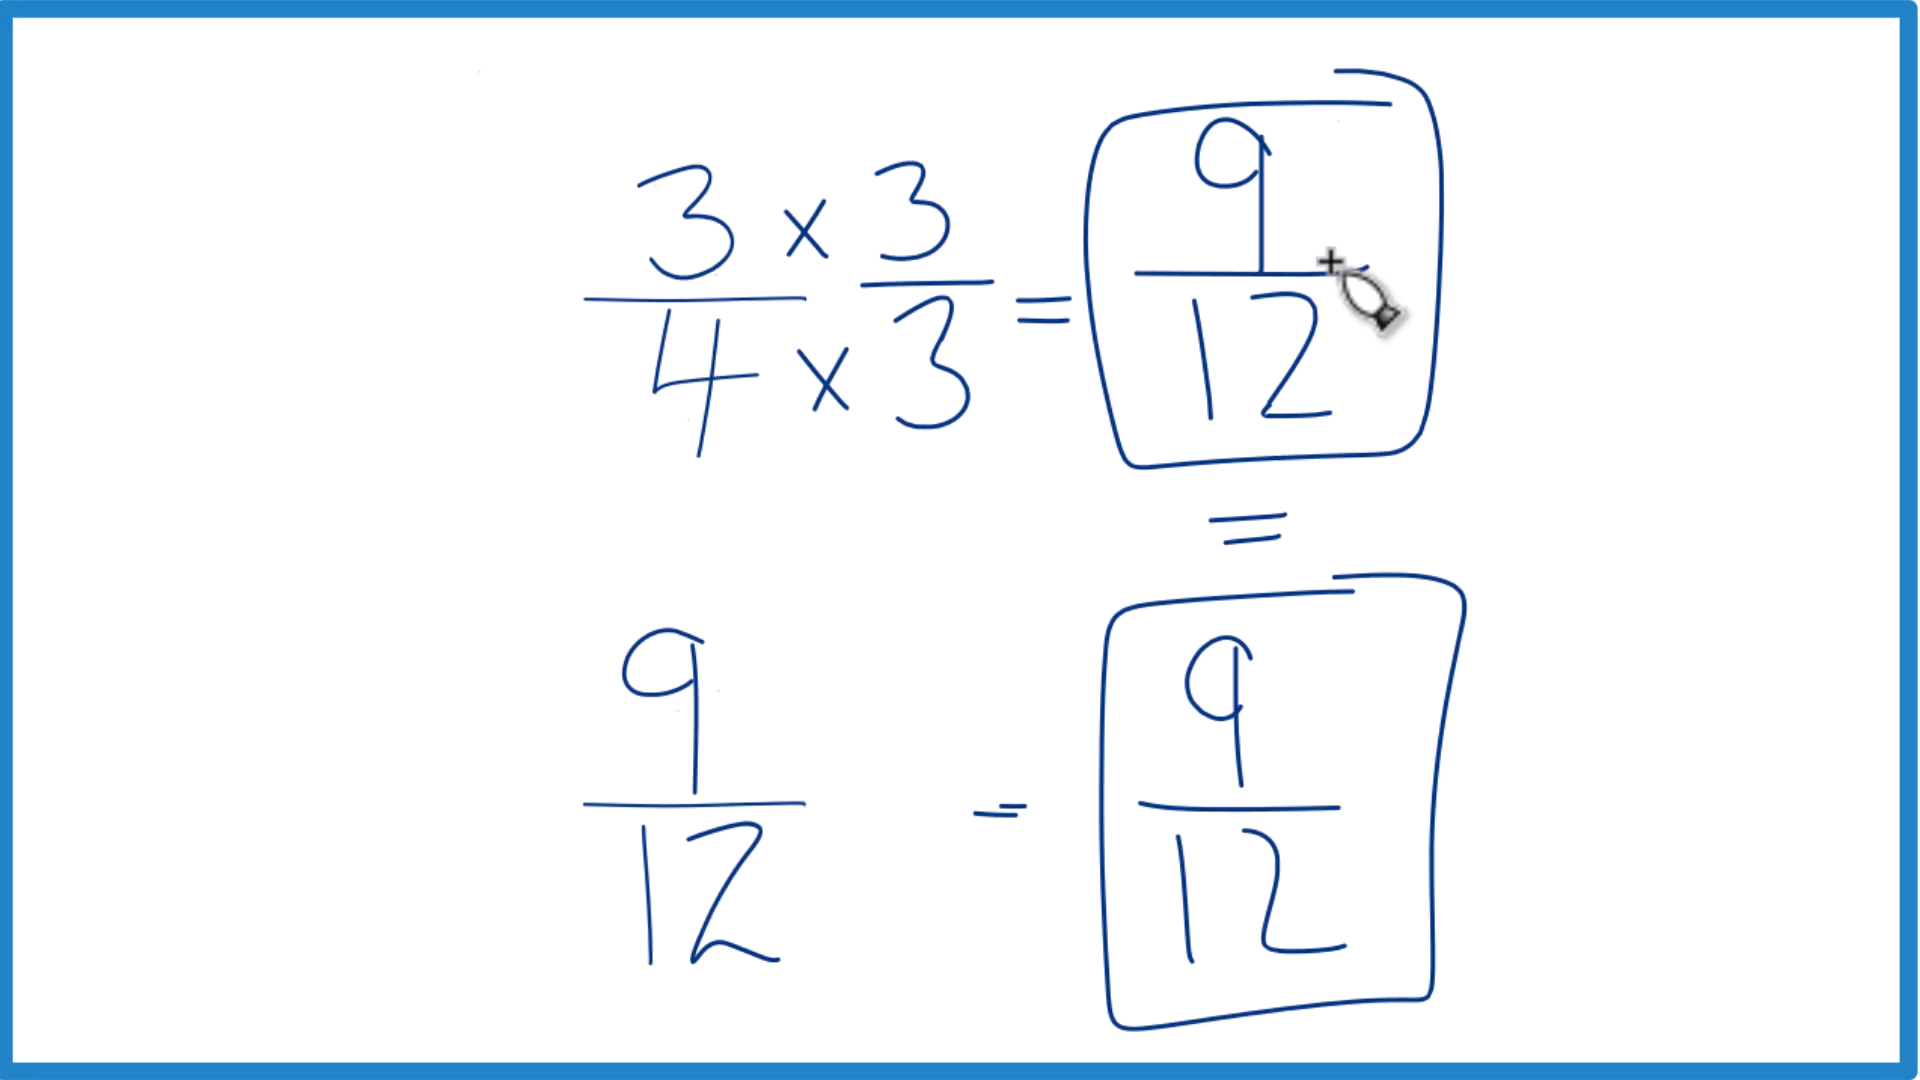 3 × 3 = 9
4 × 3 12
=
9 = 9
12 12